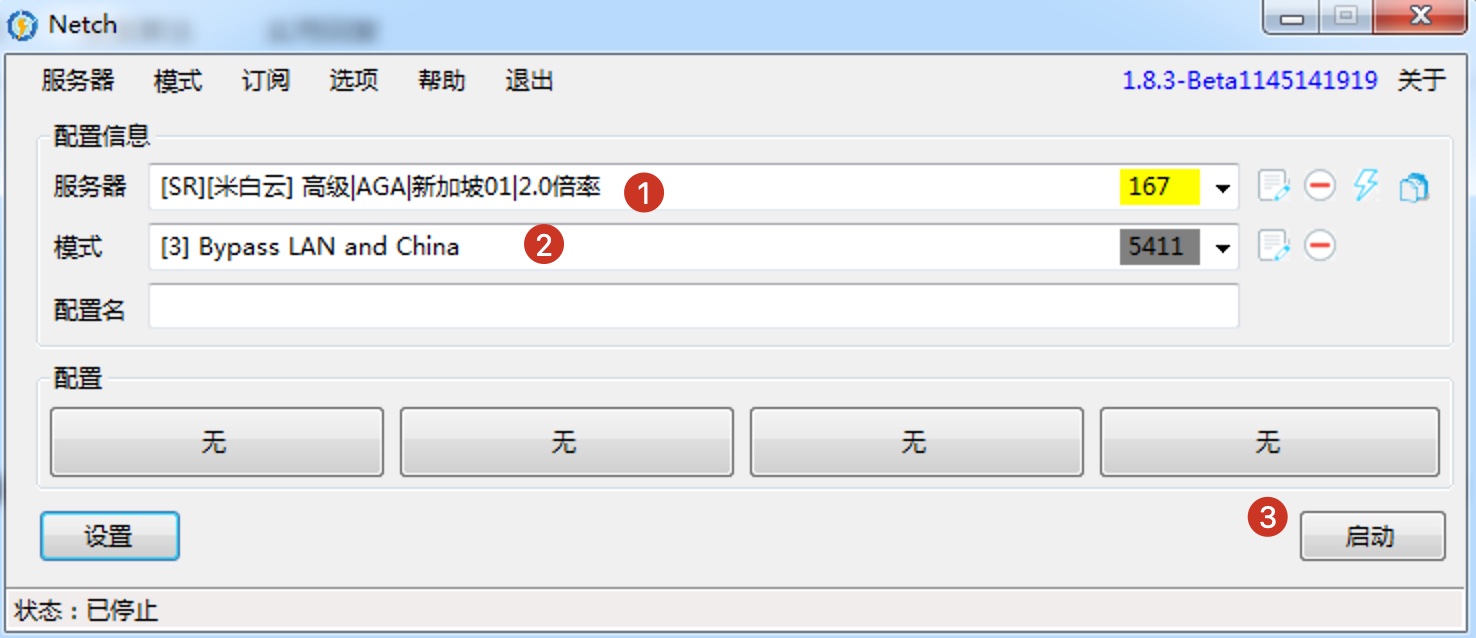 Netch
服务器 模式 订阅 选项 帮助 退出 1.8.3-Beta1145141919 关于
配置信息
服务器 [SR][米白云] 高级|AGA|新加坡01|2.0倍率 1 167
模式 [3] Bypass LAN and China 2 5411
配置名
配置
无 无 无 无
设置 3 启动
状态：已停止